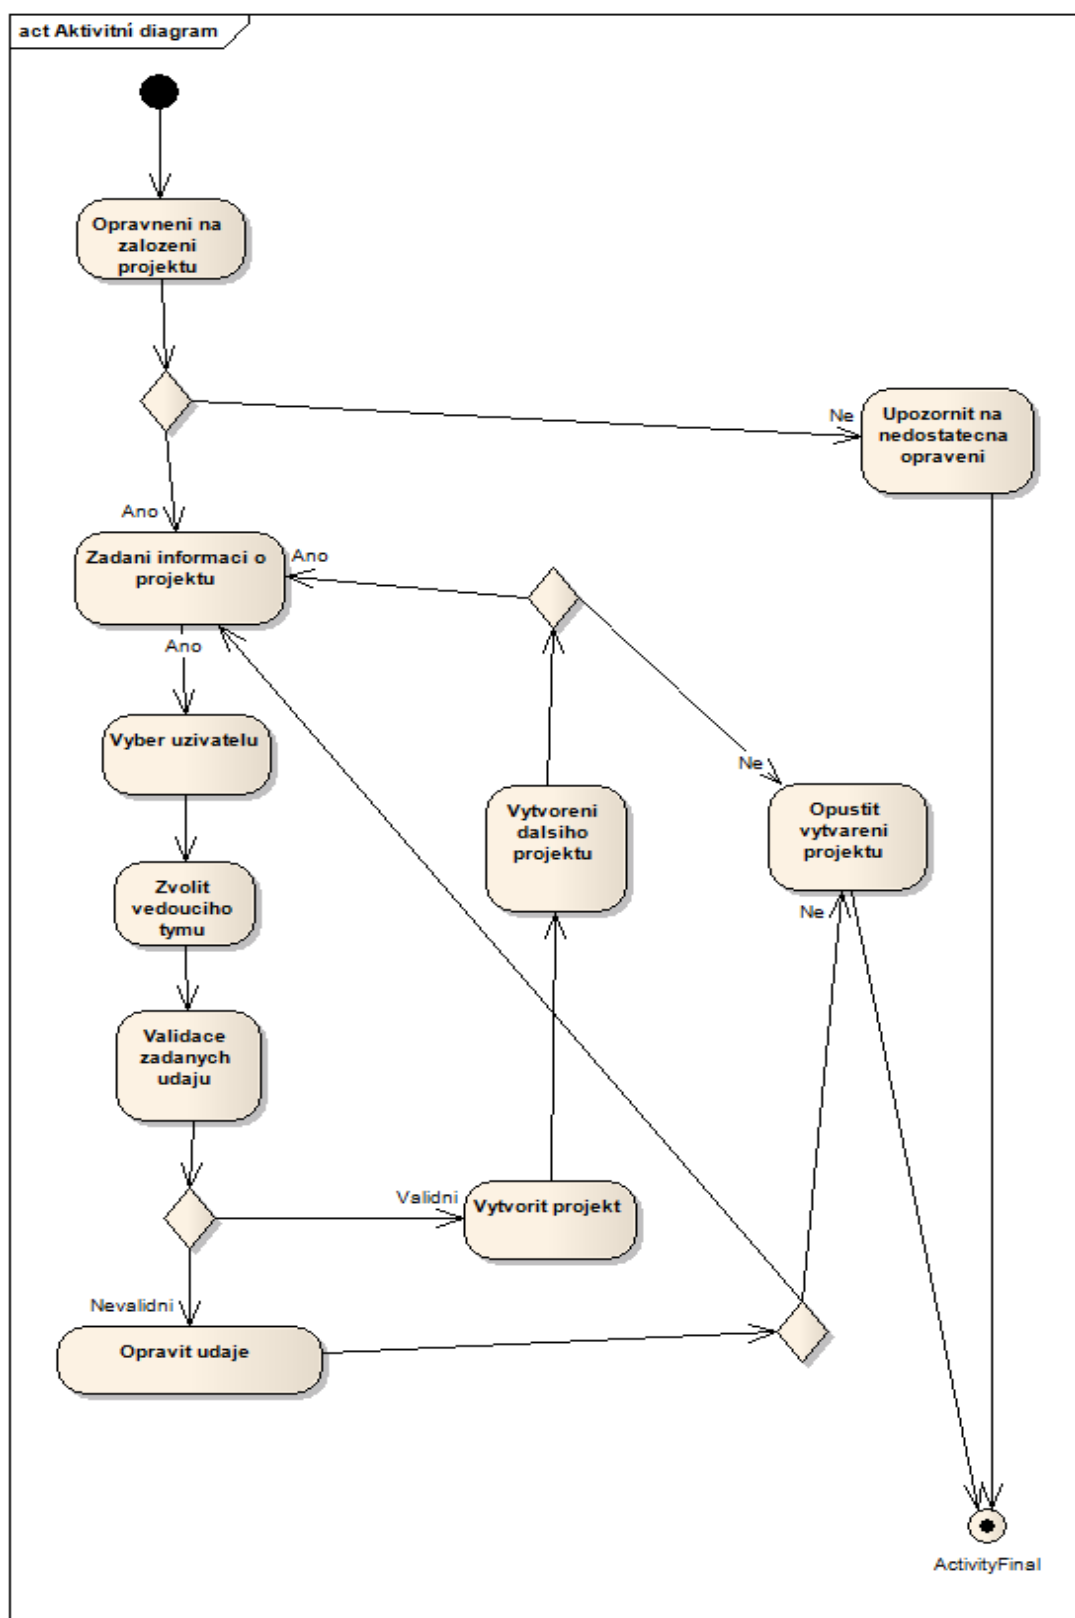 act Aktivitní diagram
Opravneni na
zalozeni
projektu
Ne
Upozornit na
nedostatecna
opraveni
Ano
Zadani informaci o
projektu
Ano
Ano
Vyber uzivatelu
Ne
Vytvoreni
dalsiho
projektu
Opustit
vytvareni
projektu
Zvolit
vedouciho
tymu
Ne
Validace
zadanych
udaju
Validni
Vytvorit projekt
Nevalidni
Opravit udaje
ActivityFinal